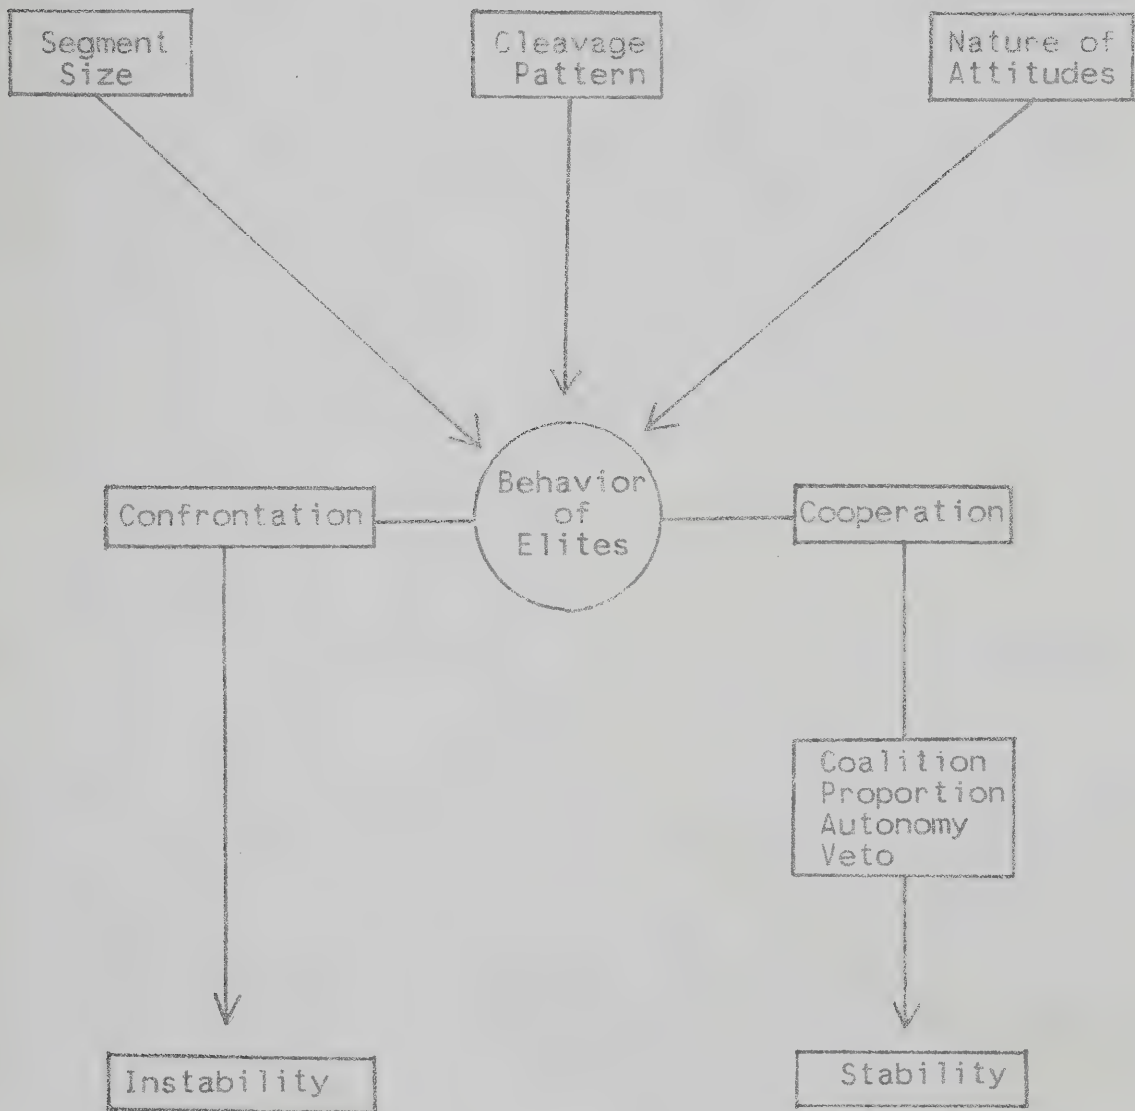 Segment
Size
Cleavage
Pattern
Nature of
Attitudes
Behavior
of
Elites
Confrontation
Cooperation
Coalition
Proportion
Autonomy
Veto
Instability
Stability